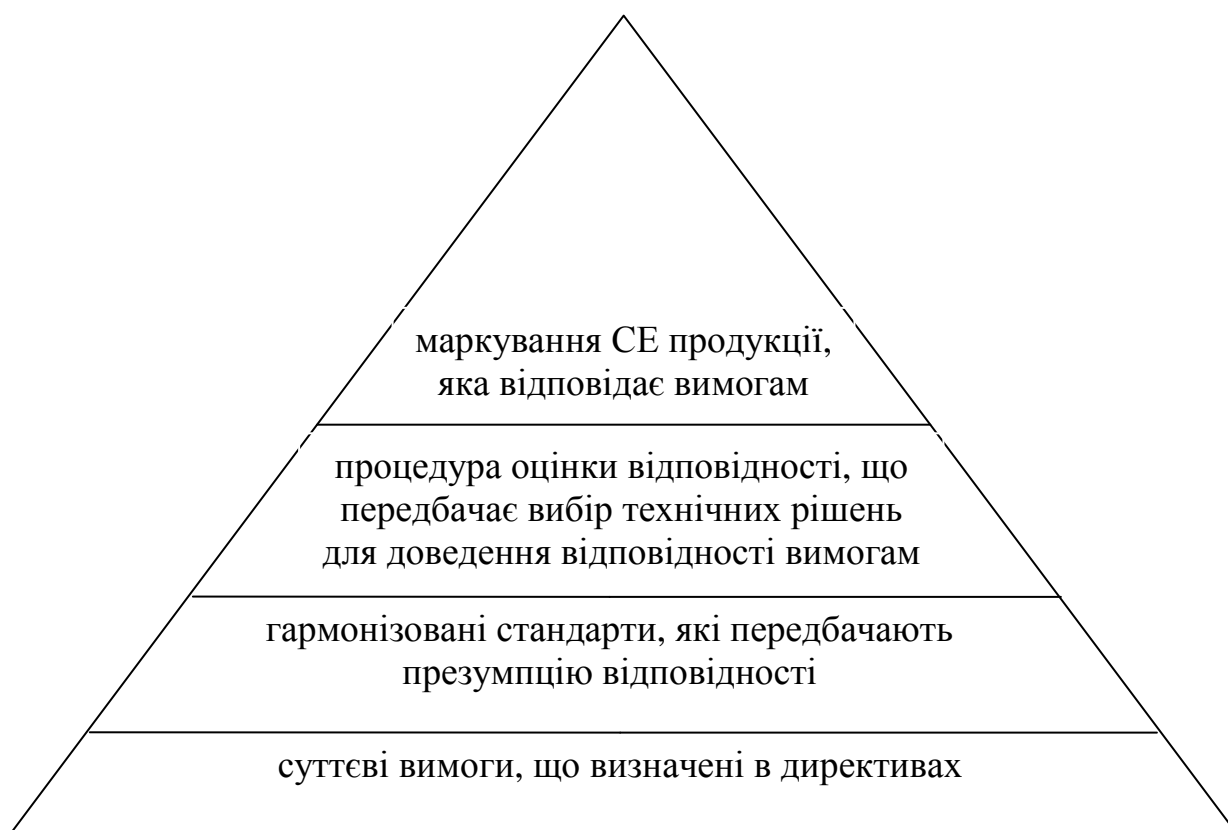 маркування СЕ продукції,
яка відповідає вимогам
процедура оцінки відповідності, що
передбачає вибір технічних рішень
для доведення відповідності вимогам
гармонізовані стандарти, які передбачають
презумпцію відповідності
суттєві вимоги, що визначені в директивах